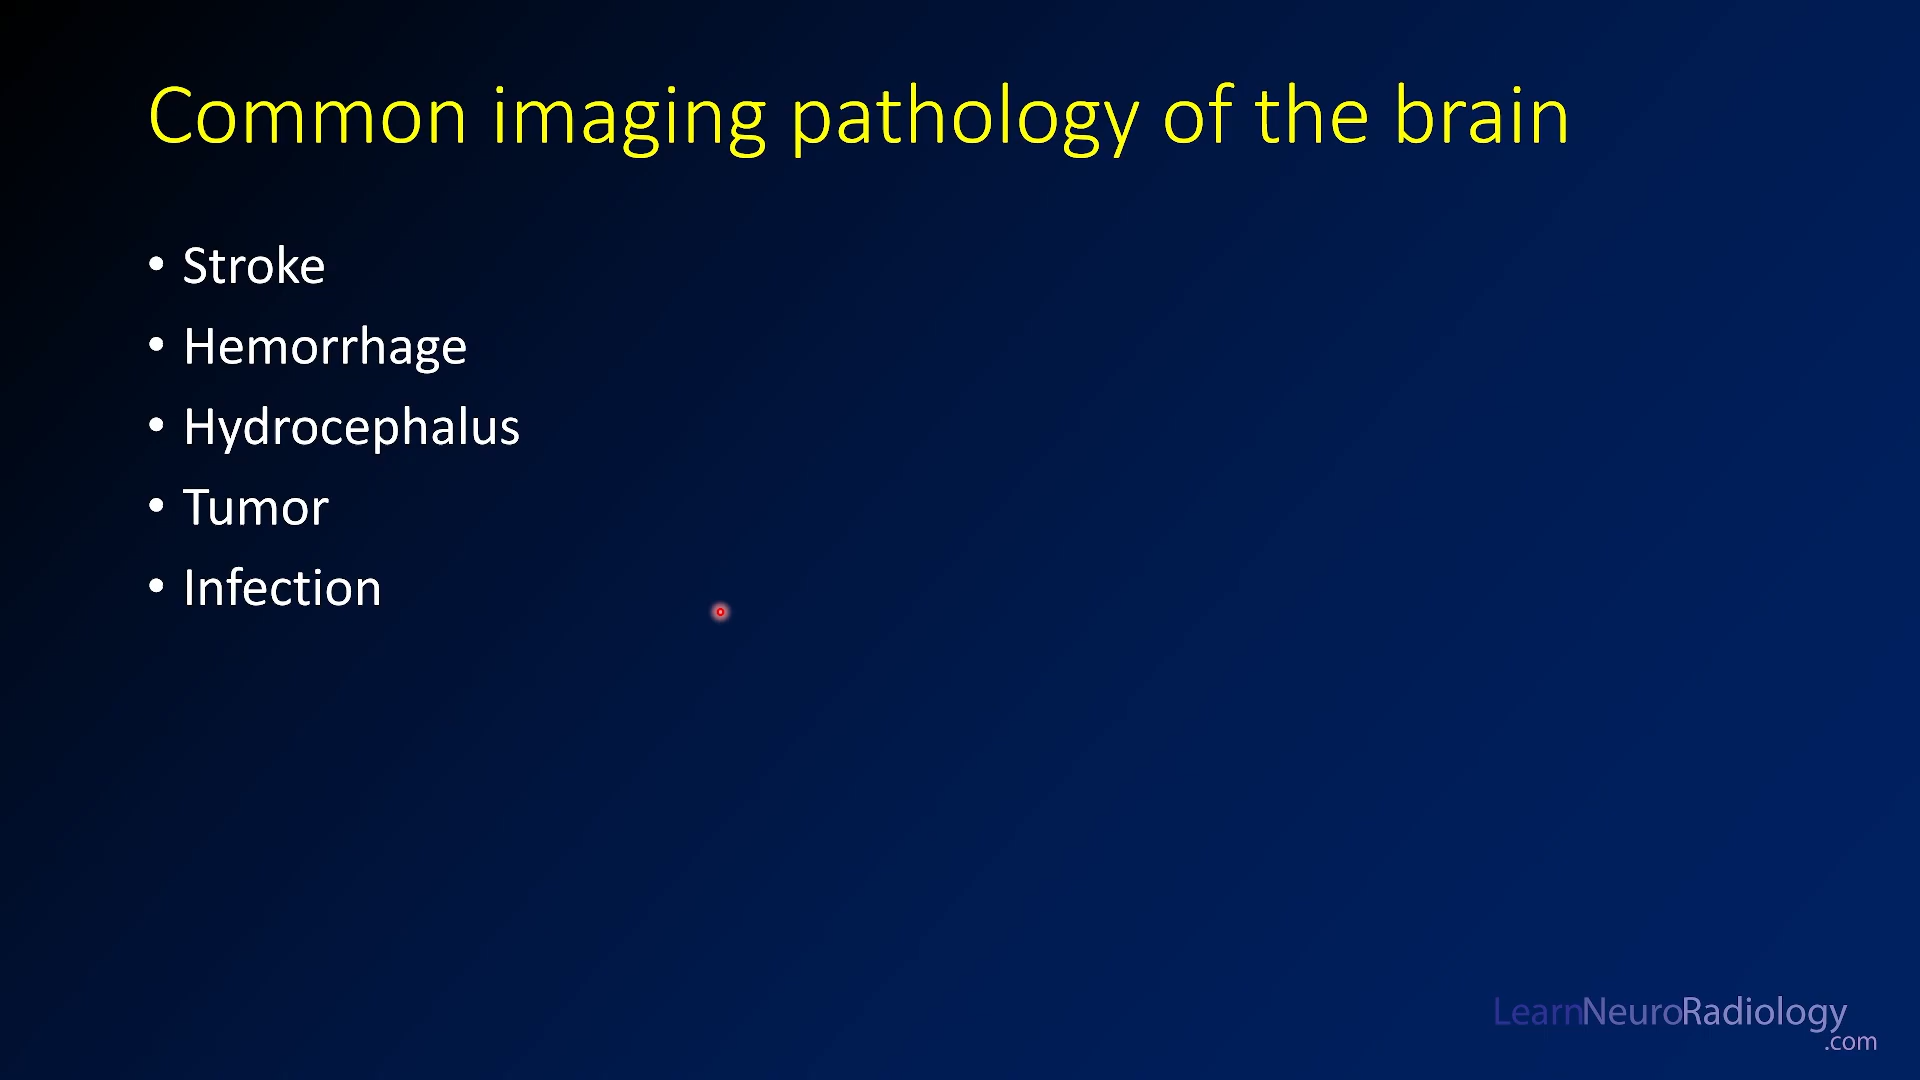 Common imaging pathology of the brain
• Stroke
• Hemorrhage
• Hydrocephalus
• Tumor
• Infection
LearnNeuroRadiology
.com